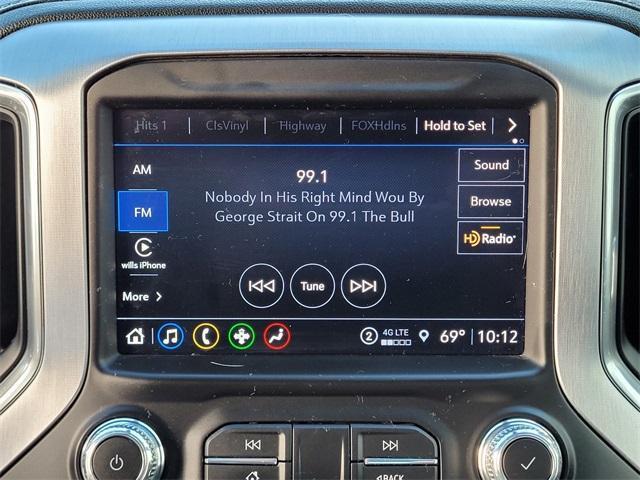 Hits 1 ClsVinyl Highway FOXHdlns Hold to Set
AM
99.1
Sound
Nobody In His Right Mind Wou By
George Strait On 99.1 The Bull
FM
Browse
HD Radio
wills iPhone
Tune
More
2 4G LTE 69° 10:12
BACK